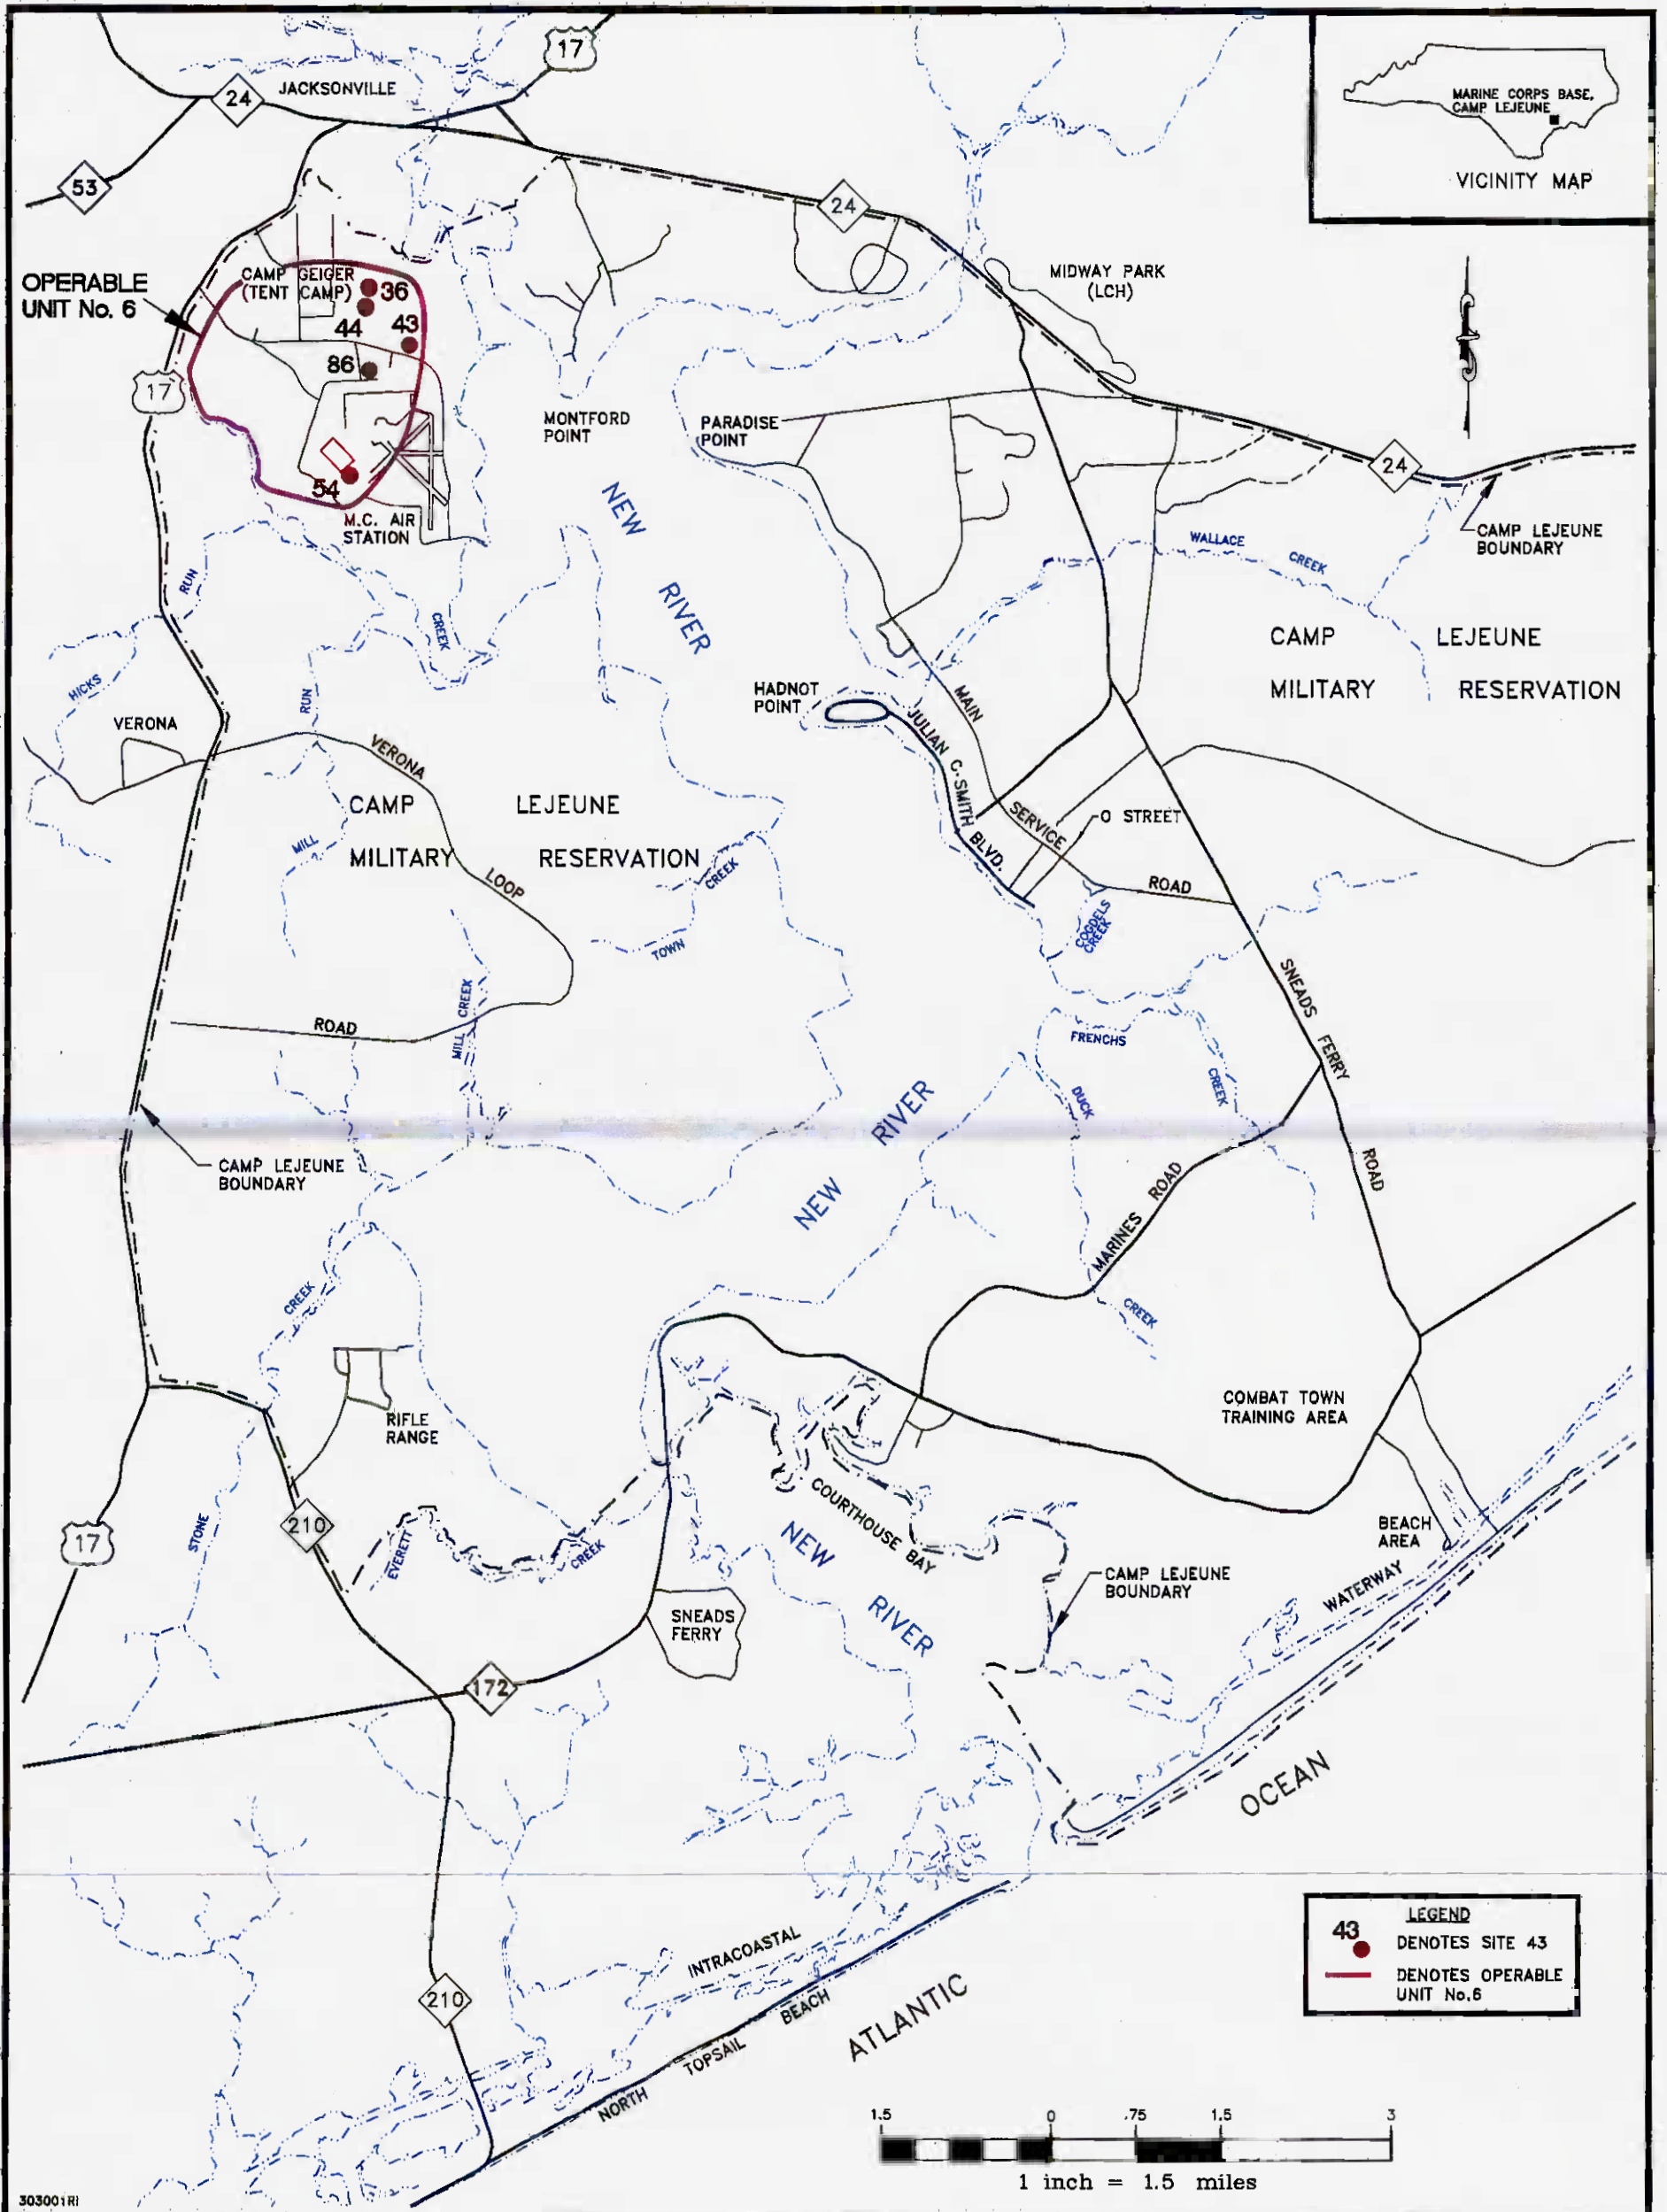 17
24
JACKSONVILLE
53
MARINE CORPS BASE,
CAMP LEJEUNE
VICINITY MAP
24
OPERABLE
UNIT No. 6
CAMP GEIGER
(TENT CAMP)
36
44
43
86
54
17
M.C. AIR
STATION
MONTFORD
POINT
MIDWAY PARK
(LCH)
PARADISE
POINT
24
CAMP LEJEUNE
BOUNDARY
NEW
RIVER
WALLACE
CREEK
CAMP LEJEUNE
MILITARY RESERVATION
RUN
HICKS
CREEK
RUN
MILL
VERONA
VERONA
LOOP
ROAD
CAMP LEJEUNE
MILITARY RESERVATION
HADNOT
POINT
MAIN
SERVICE
ROAD
JULIAN C. SMITH BLVD.
O STREET
COGDELS
CREEK
TOWN
CREEK
MILL CREEK
SNEADS FERRY
ROAD
FRENCHS
CREEK
DUCK
CREEK
NEW RIVER
MARINES ROAD
CAMP LEJEUNE
BOUNDARY
CREEK
STONE
RIFLE
RANGE
17
210
EVERETT
CREEK
COURTHOUSE BAY
NEW
RIVER
COMBAT TOWN
TRAINING AREA
BEACH
AREA
WATERWAY
CAMP LEJEUNE
BOUNDARY
SNEADS
FERRY
172
OCEAN
INTRACOASTAL
210
NORTH TOPSAIL BEACH
ATLANTIC
LEGEND
43
DENOTES SITE 43
DENOTES OPERABLE
UNIT No.6
1.5 0 .75 1.5 3
1 inch = 1.5 miles
303001RI